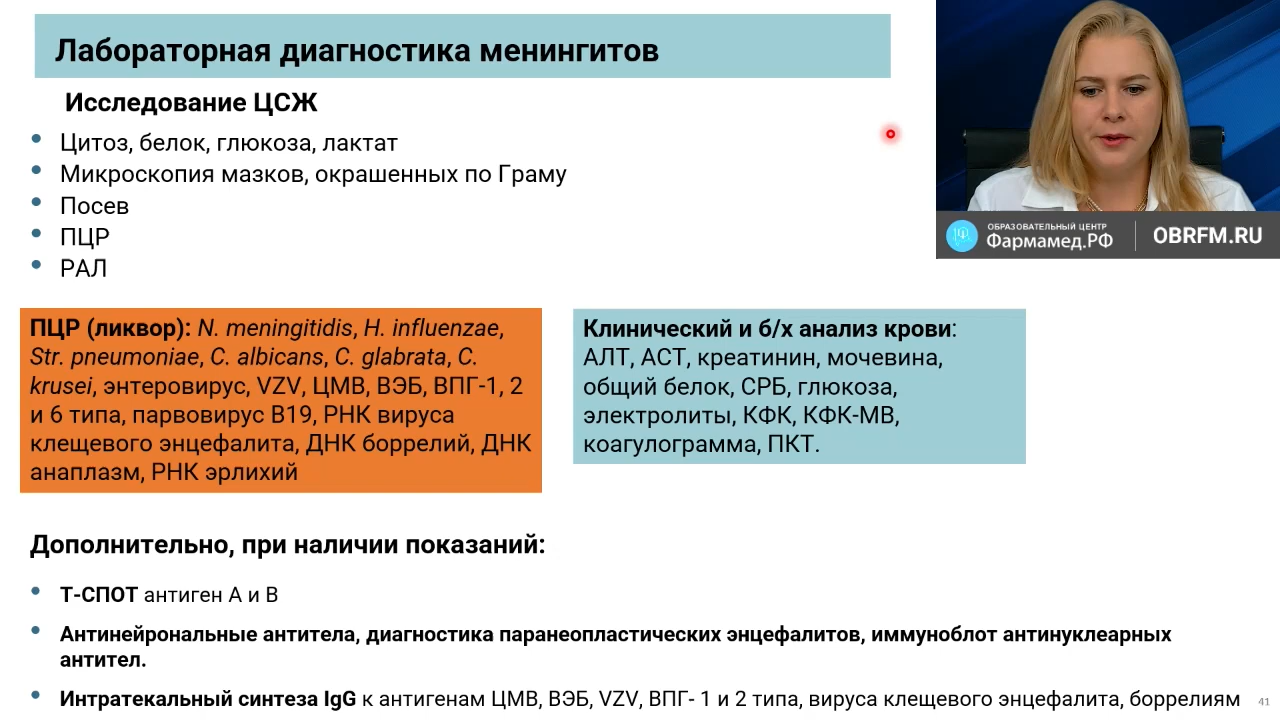 Лабораторная диагностика менингитов
Исследование ЦСЖ
• Цитоз, белок, глюкоза, лактат
• Микроскопия мазков, окрашенных по Граму
• Посев
• ПЦР
• РАЛ
ОБРАЗОВАТЕЛЬНЫЙ ЦЕНТР
Фармамед.РФ
OBRFM.RU
ПЦР (ликвор): N. meningitidis, H. influenzae,
Str. pneumoniae, C. albicans, C. glabrata, C.
krusei, энтеровирус, VZV, ЦМВ, ВЭБ, ВПГ-1, 2
и 6 типа, парвовирус В19, РНК вируса
клещевого энцефалита, ДНК боррелий, ДНК
анаплазм, РНК эрлихий
Клинический и б/х анализ крови:
АЛТ, АСТ, креатинин, мочевина,
общий белок, СРБ, глюкоза,
электролиты, КФК, КФК-МВ,
коагулограмма, ПКТ.
Дополнительно, при наличии показаний:
• Т-СПОТ антиген А и В
• Антинейрональные антитела, диагностика паранеопластических энцефалитов, иммуноблот антинуклеарных
антител.
• Интратекальный синтеза IgG к антигенам ЦМВ, ВЭБ, VZV, ВПГ- 1 и 2 типа, вируса клещевого энцефалита, боррелиям
41